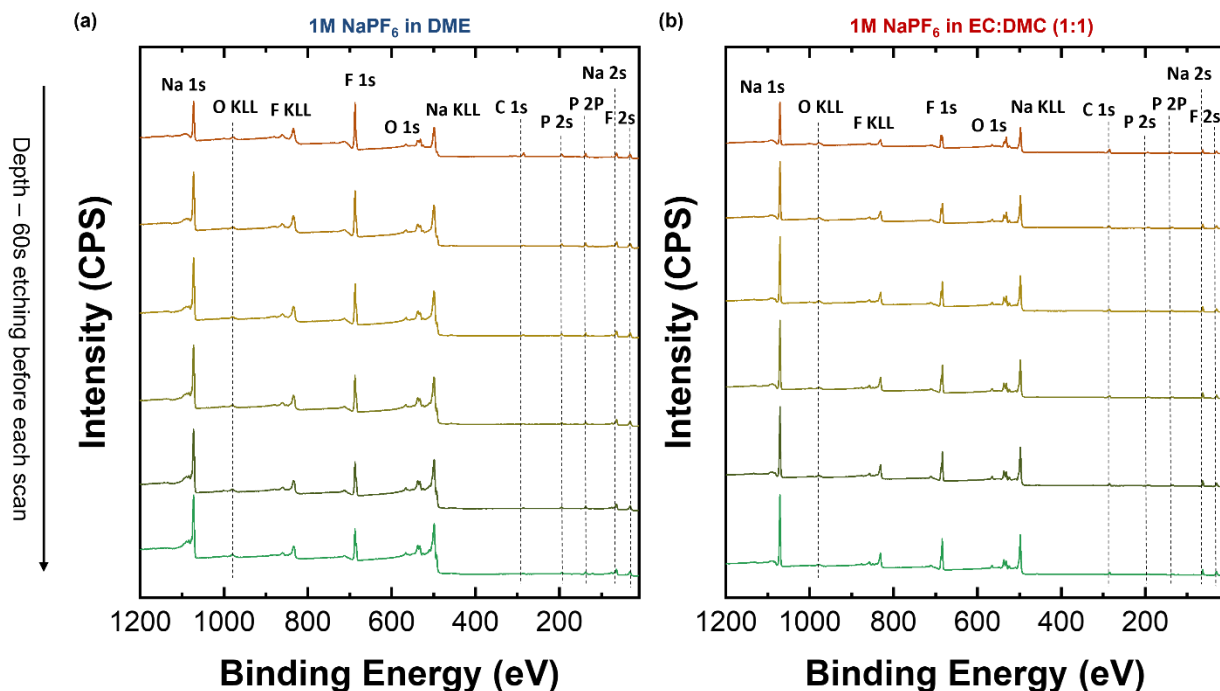 (a)
1M NaPF₆ in DME
Depth – 60s etching before each scan
Intensity (CPS)
Na 1s
O KLL
F KLL
F 1s
O 1s
Na KLL
C 1s
P 2s
P 2P
Na 2s
F 2s
1200 1000 800 600 400 200
Binding Energy (eV)
(b)
1M NaPF₆ in EC:DMC (1:1)
Intensity (CPS)
Na 1s
O KLL
F KLL
F 1s
O 1s
Na KLL
C 1s
P 2s
P 2P
Na 2s
F 2s
1200 1000 800 600 400 200
Binding Energy (eV)